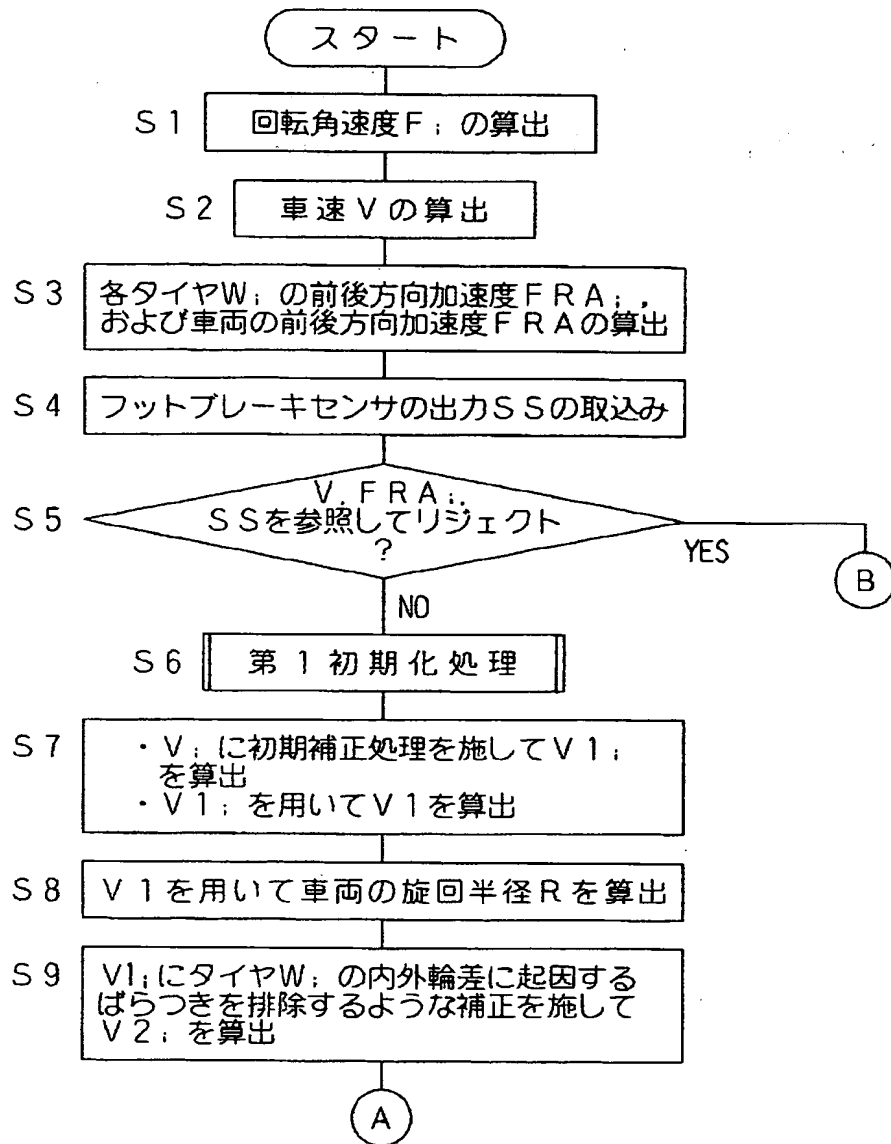 スタート
S1 回転角速度Fiの算出
S2 車速Vの算出
S3 各タイヤWiの前後方向加速度FRAi,
および車両の前後方向加速度FRAの算出
S4 フットブレーキセンサの出力SSの取込み
V,FRAi,
S5 SSを参照してリジェクト
?
YES
B
NO
S6 第1初期化処理
S7 ・Viに初期補正処理を施してV1i
を算出
・V1iを用いてV1を算出
S8 V1を用いて車両の旋回半径Rを算出
S9 V1iにタイヤWiの内外輪差に起因する
ばらつきを排除するような補正を施して
V2iを算出
A